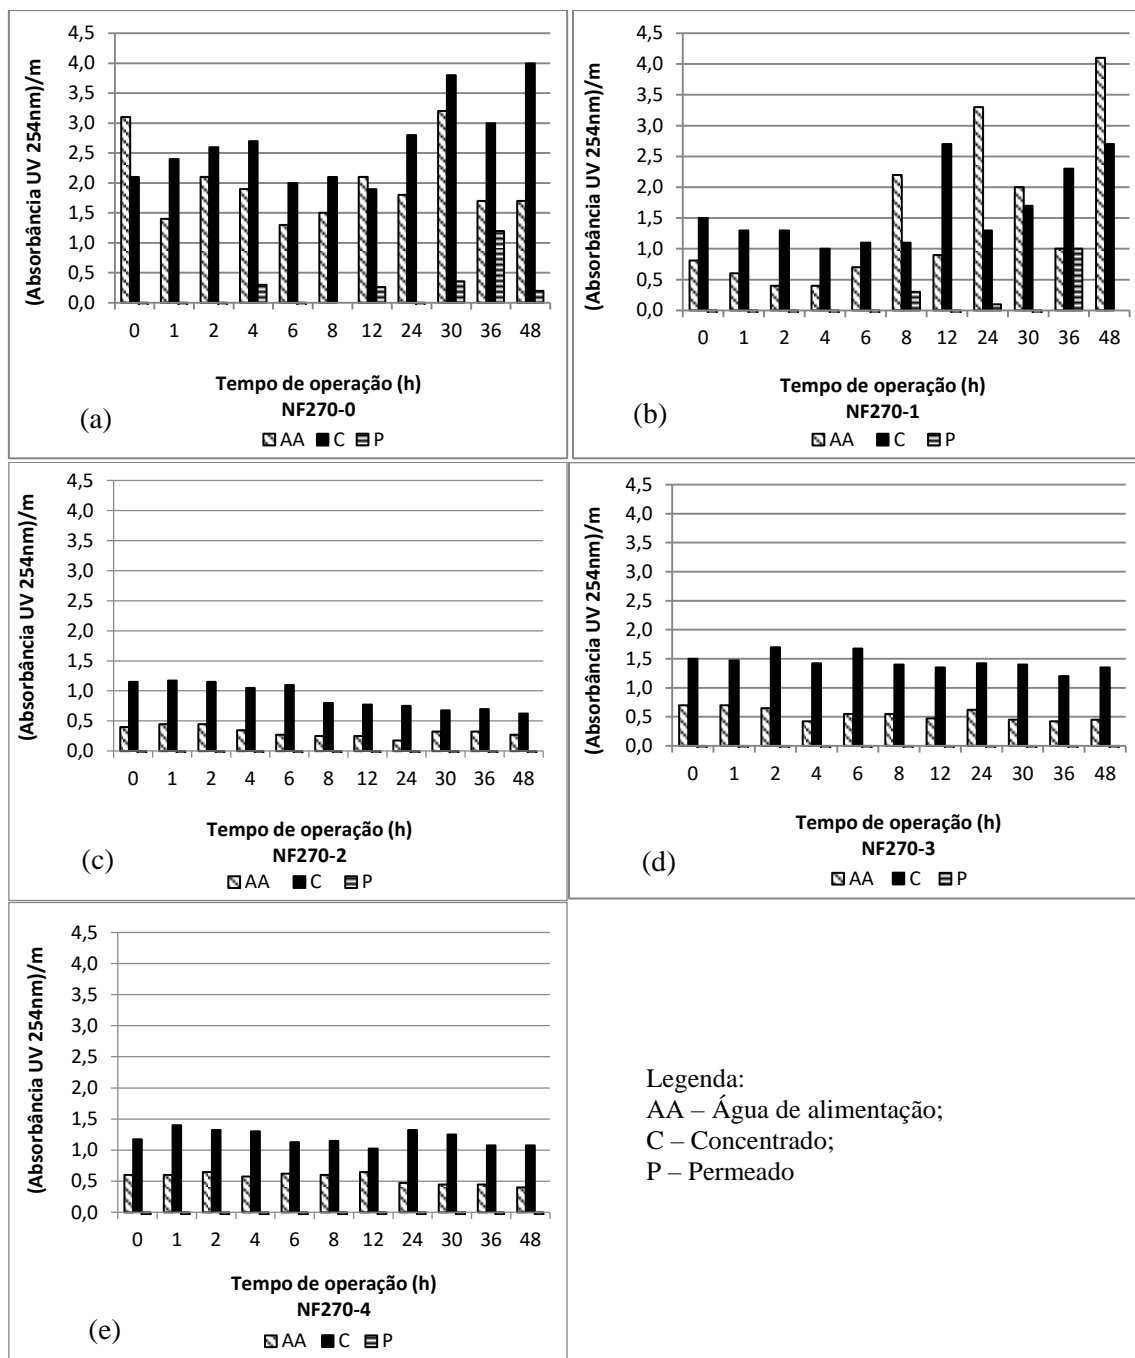 (Absorbância UV 254nm)/m
4,5
4,0
3,5
3,0
2,5
2,0
1,5
1,0
0,5
0,0
0 1 2 4 6 8 12 24 30 36 48
Tempo de operação (h)
NF270-0
(a)
AA C P
(Absorbância UV 254nm)/m
4,5
4,0
3,5
3,0
2,5
2,0
1,5
1,0
0,5
0,0
0 1 2 4 6 8 12 24 30 36 48
Tempo de operação (h)
NF270-1
(b)
AA C P
(Absorbância UV 254nm)/m
4,5
4,0
3,5
3,0
2,5
2,0
1,5
1,0
0,5
0,0
0 1 2 4 6 8 12 24 30 36 48
Tempo de operação (h)
NF270-2
(c)
AA C P
(Absorbância UV 254nm)/m
4,5
4,0
3,5
3,0
2,5
2,0
1,5
1,0
0,5
0,0
0 1 2 4 6 8 12 24 30 36 48
Tempo de operação (h)
NF270-3
(d)
AA C P
(Absorbância UV 254nm)/m
4,5
4,0
3,5
3,0
2,5
2,0
1,5
1,0
0,5
0,0
0 1 2 4 6 8 12 24 30 36 48
Tempo de operação (h)
NF270-4
(e)
AA C P
Legenda:
AA – Água de alimentação;
C – Concentrado;
P – Permeado